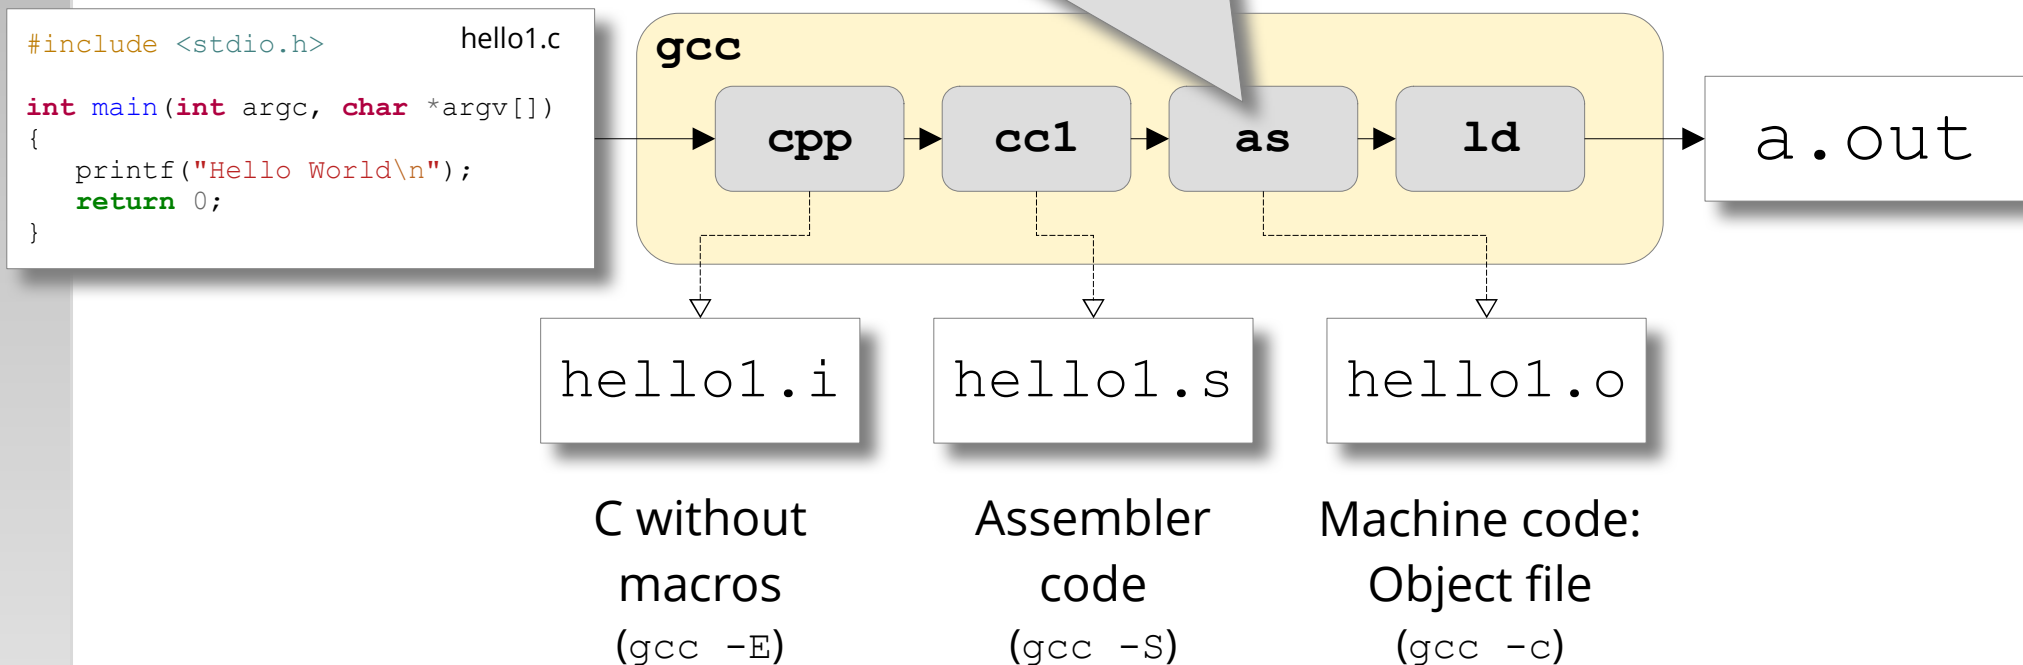 #include <stdio.h>
hello1.c
int main(int argc, char *argv[])
{
printf("Hello World\n");
return 0;
}
gcc
cpp
cc1
as
ld
a.out
hello1.i
hello1.s
hello1.o
C without
macros
(gcc -E)
Assembler
code
(gcc -S)
Machine code:
Object file
(gcc -c)